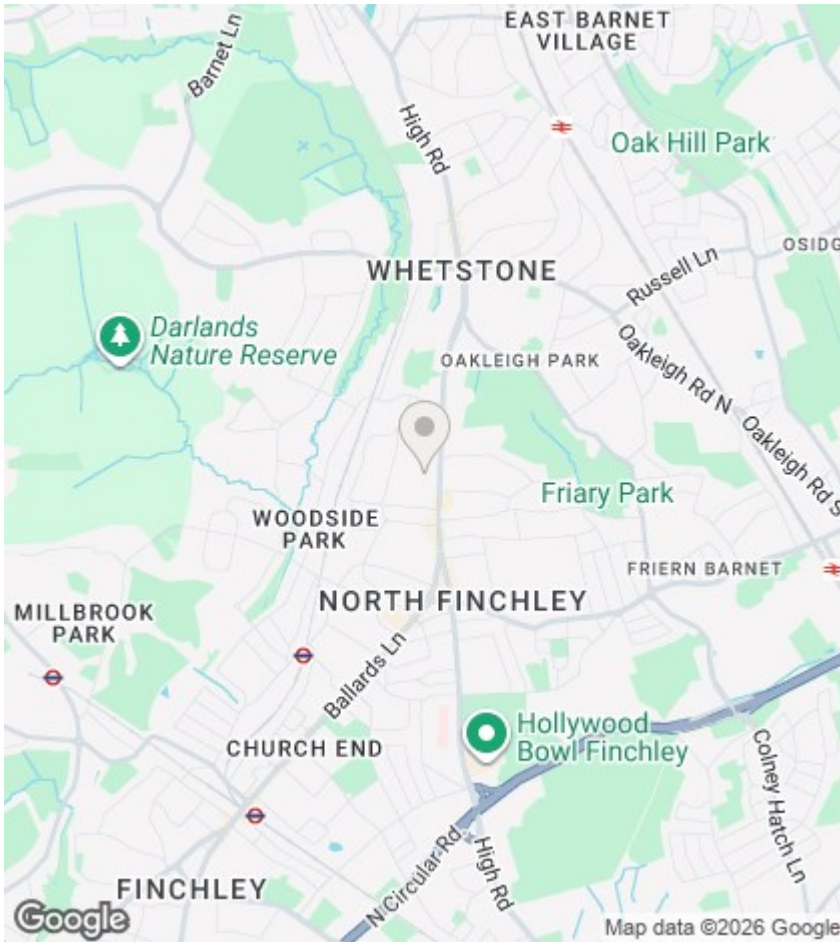 EAST BARNET
VILLAGE
Barnet Ln
High Rd
Oak Hill Park
OSIDG
WHETSTONE
Russell Ln
Darlands
Nature Reserve
OAKLEIGH PARK
Oakleigh Rd N
Oakleigh Rd S
Friary Park
WOODSIDE
PARK
FRIERN BARNET
NORTH FINCHLEY
MILLBROOK
PARK
Ballards Ln
Hollywood
Bowl Finchley
CHURCH END
Colney Hatch Ln
N Circular Rd
High Rd
FINCHLEY
Google
Map data ©2026 Google